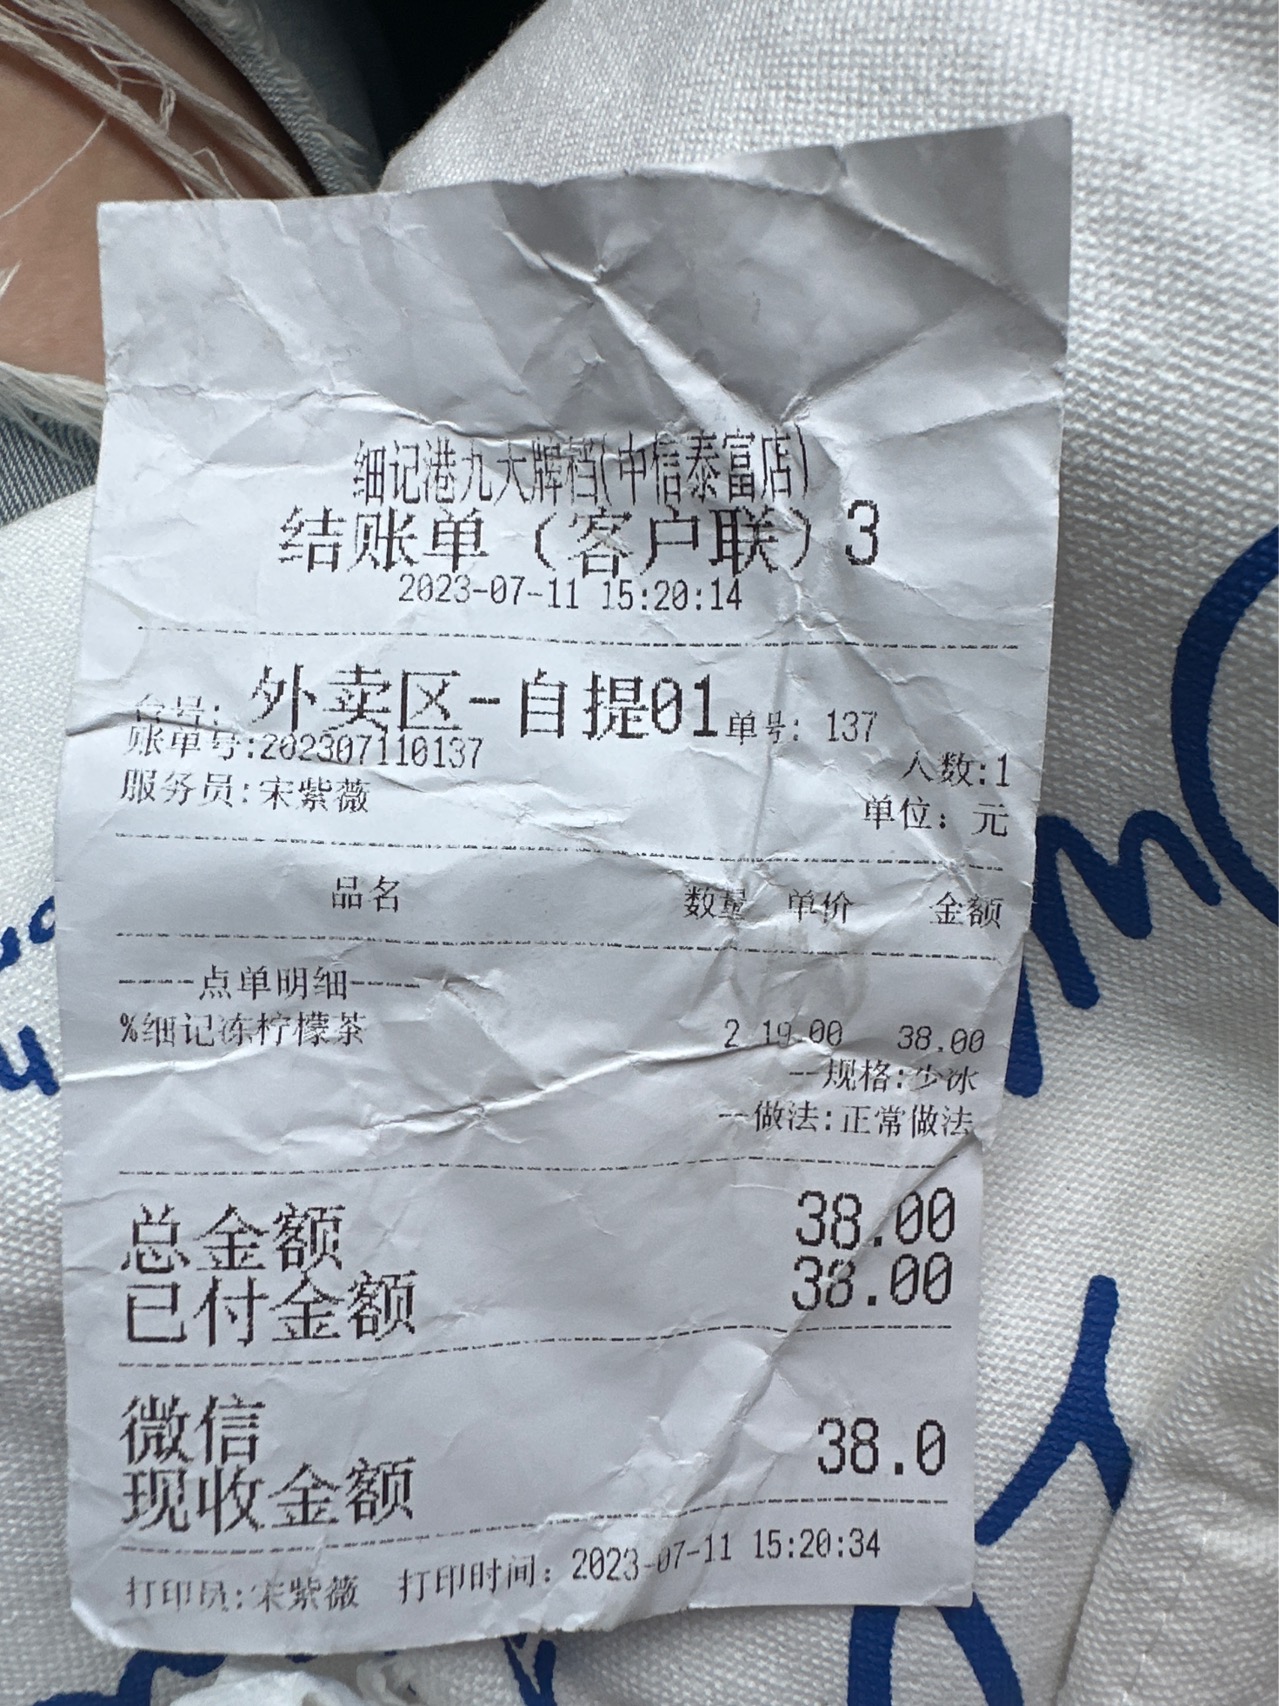 细记港九大牌档(中信泰富店)
结账单（客户联）3
2023-07-11 15:20:14
台号: 外卖区-自提01 单号: 137
账单号:202307110137
人数:1
服务员:宋紫薇
单位: 元
品名 数量 单价 金额
----点单明细----
%细记冻柠檬茶 2 19.00 38.00
--规格:少冰
--做法:正常做法
总金额 38.00
已付金额 38.00
微信
现收金额 38.0
打印员:宋紫薇 打印时间: 2023-07-11 15:20:34